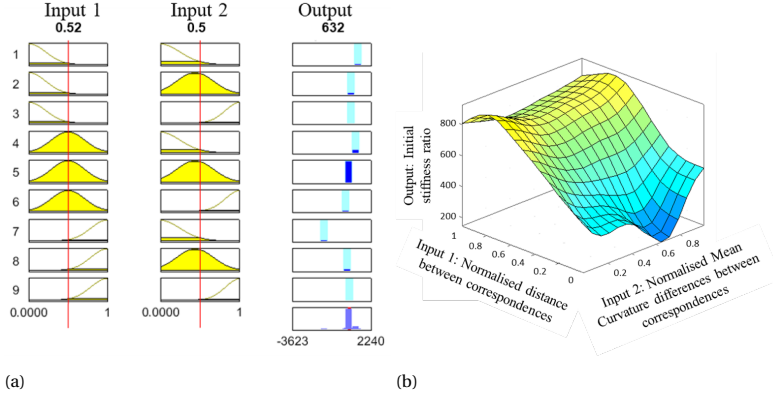 Input 1
0.52
Input 2
0.5
Output
632
1
2
3
4
5
6
7
8
9
0.0000
1
0.0000
1
-3623
2240
(a)
Output: Initial
stiffness ratio
800
600
400
200
1
0.8
0.6
0.4
0.2
0
0.2
0.4
0.6
0.8
Input 1: Normalised distance
between correspondences
Input 2: Normalised Mean
Curvature differences between
correspondences
(b)